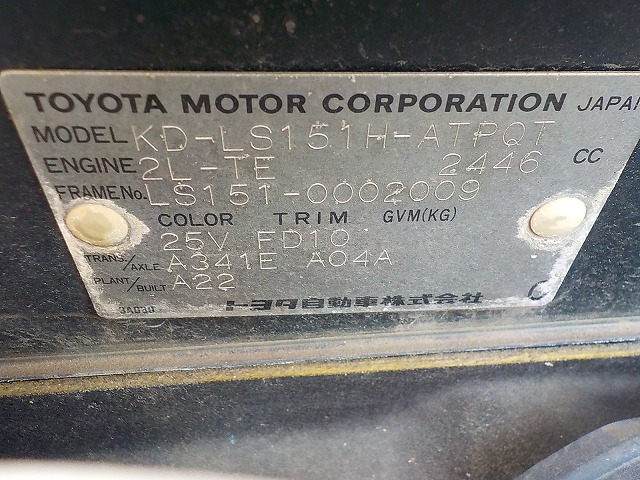 TOYOTA MOTOR CORPORATION JAPAN
MODEL KD-LS151H-ATPQT
ENGINE 2L-TE 2446 CC
FRAME No. LS151-0002009
COLOR TRIM GVM(KG)
25V FD10
TRANS./AXLE A341E A04A
PLANT/BUILT A22
3A030 トヨタ自動車株式会社 C